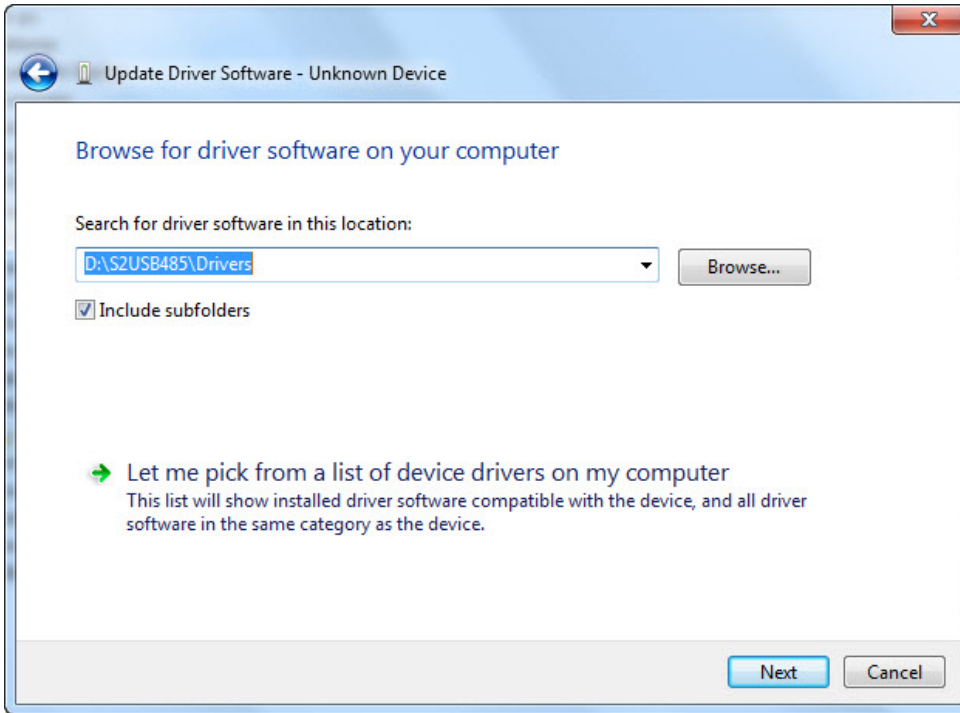 Update Driver Software - Unknown Device
Browse for driver software on your computer
Search for driver software in this location:
D:\S2USB485\Drivers
Browse...
Include subfolders
Let me pick from a list of device drivers on my computer
This list will show installed driver software compatible with the device, and all driver
software in the same category as the device.
Next
Cancel